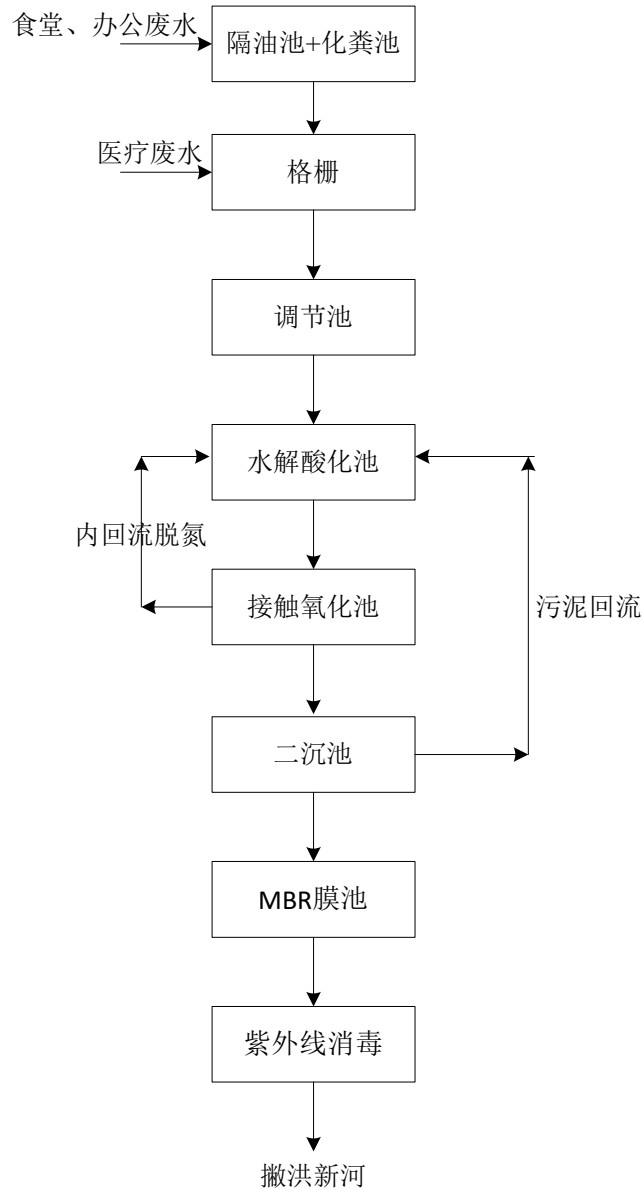 食堂、办公废水
隔油池+化粪池
医疗废水
格栅
调节池
水解酸化池
内回流脱氮
接触氧化池
污泥回流
二沉池
MBR膜池
紫外线消毒
撇洪新河